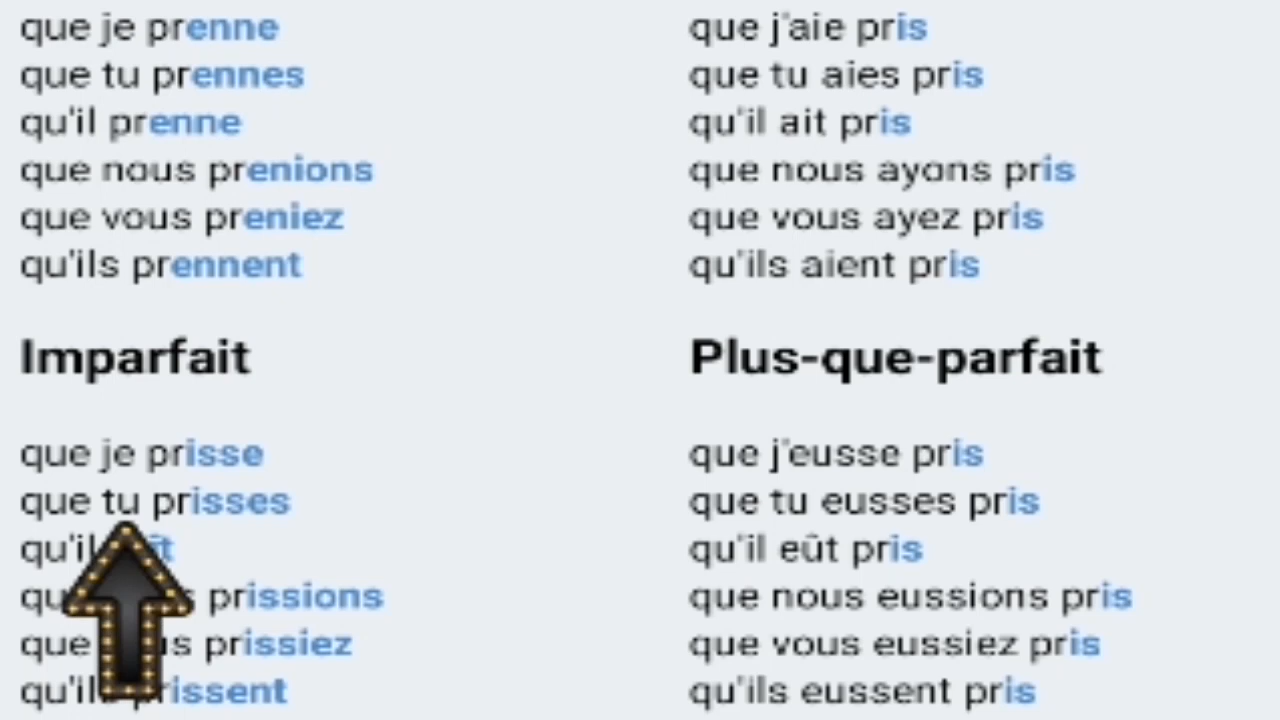 que je prenne
que tu prennes
qu'il prenne
que nous prenions
que vous preniez
qu'ils prennent
que j'aie pris
que tu aies pris
qu'il ait pris
que nous ayons pris
que vous ayez pris
qu'ils aient pris
Imparfait
que je prisse
que tu prisses
qu'il
prissions
que prissiez
prissent
Plus-que-parfait
que j'eusse pris
que tu eusses pris
qu'il eût pris
que nous eussions pris
que vous eussiez pris
qu'ils eussent pris